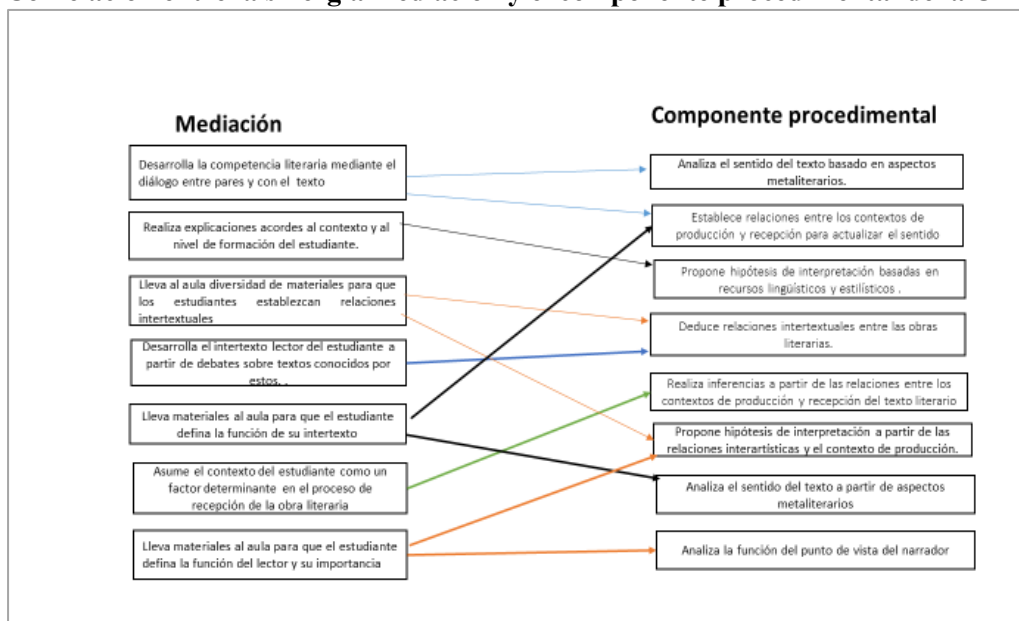 Mediación
Desarrolla la competencia literaria mediante el
diálogo entre pares y con el texto
Realiza explicaciones acordes al contexto y al
nivel de formación del estudiante.
Lleva al aula diversidad de materiales para que
los estudiantes establezcan relaciones
intertextuales
Desarrolla el intertexto lector del estudiante a
partir de debates sobre textos conocidos por
estos. .
Lleva materiales al aula para que el estudiante
defina la función de su intertexto
Asume el contexto del estudiante como un
factor determinante en el proceso de
recepción de la obra literaria
Lleva materiales al aula para que el estudiante
defina la función del lector y su importancia
Componente procedimental
Analiza el sentido del texto basado en aspectos
metaliterarios.
Establece relaciones entre los contextos de
producción y recepción para actualizar el sentido
Propone hipótesis de interpretación basadas en
recursos lingüísticos y estilísticos .
Deduce relaciones intertextuales entre las obras
literarias.
Realiza inferencias a partir de las relaciones entre los
contextos de producción y recepción del texto literario
Propone hipótesis de interpretación a partir de las
relaciones interartísticas y el contexto de producción.
Analiza el sentido del texto a partir de aspectos
metaliterarios
Analiza la función del punto de vista del narrador